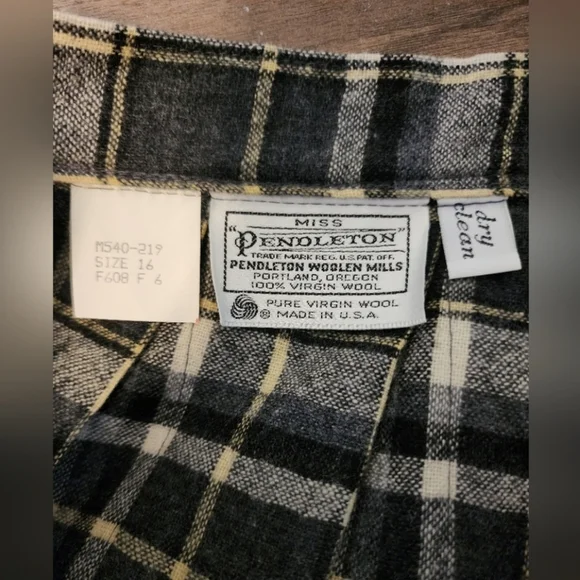 M540-219
SIZE 16
F608 F 6
MISS
"PENDLETON"
TRADE MARK REG. U.S. PAT. OFF.
PENDLETON WOOLEN MILLS
PORTLAND, OREGON
100% VIRGIN WOOL
PURE VIRGIN WOOL
® MADE IN U.S.A.
dry
clean